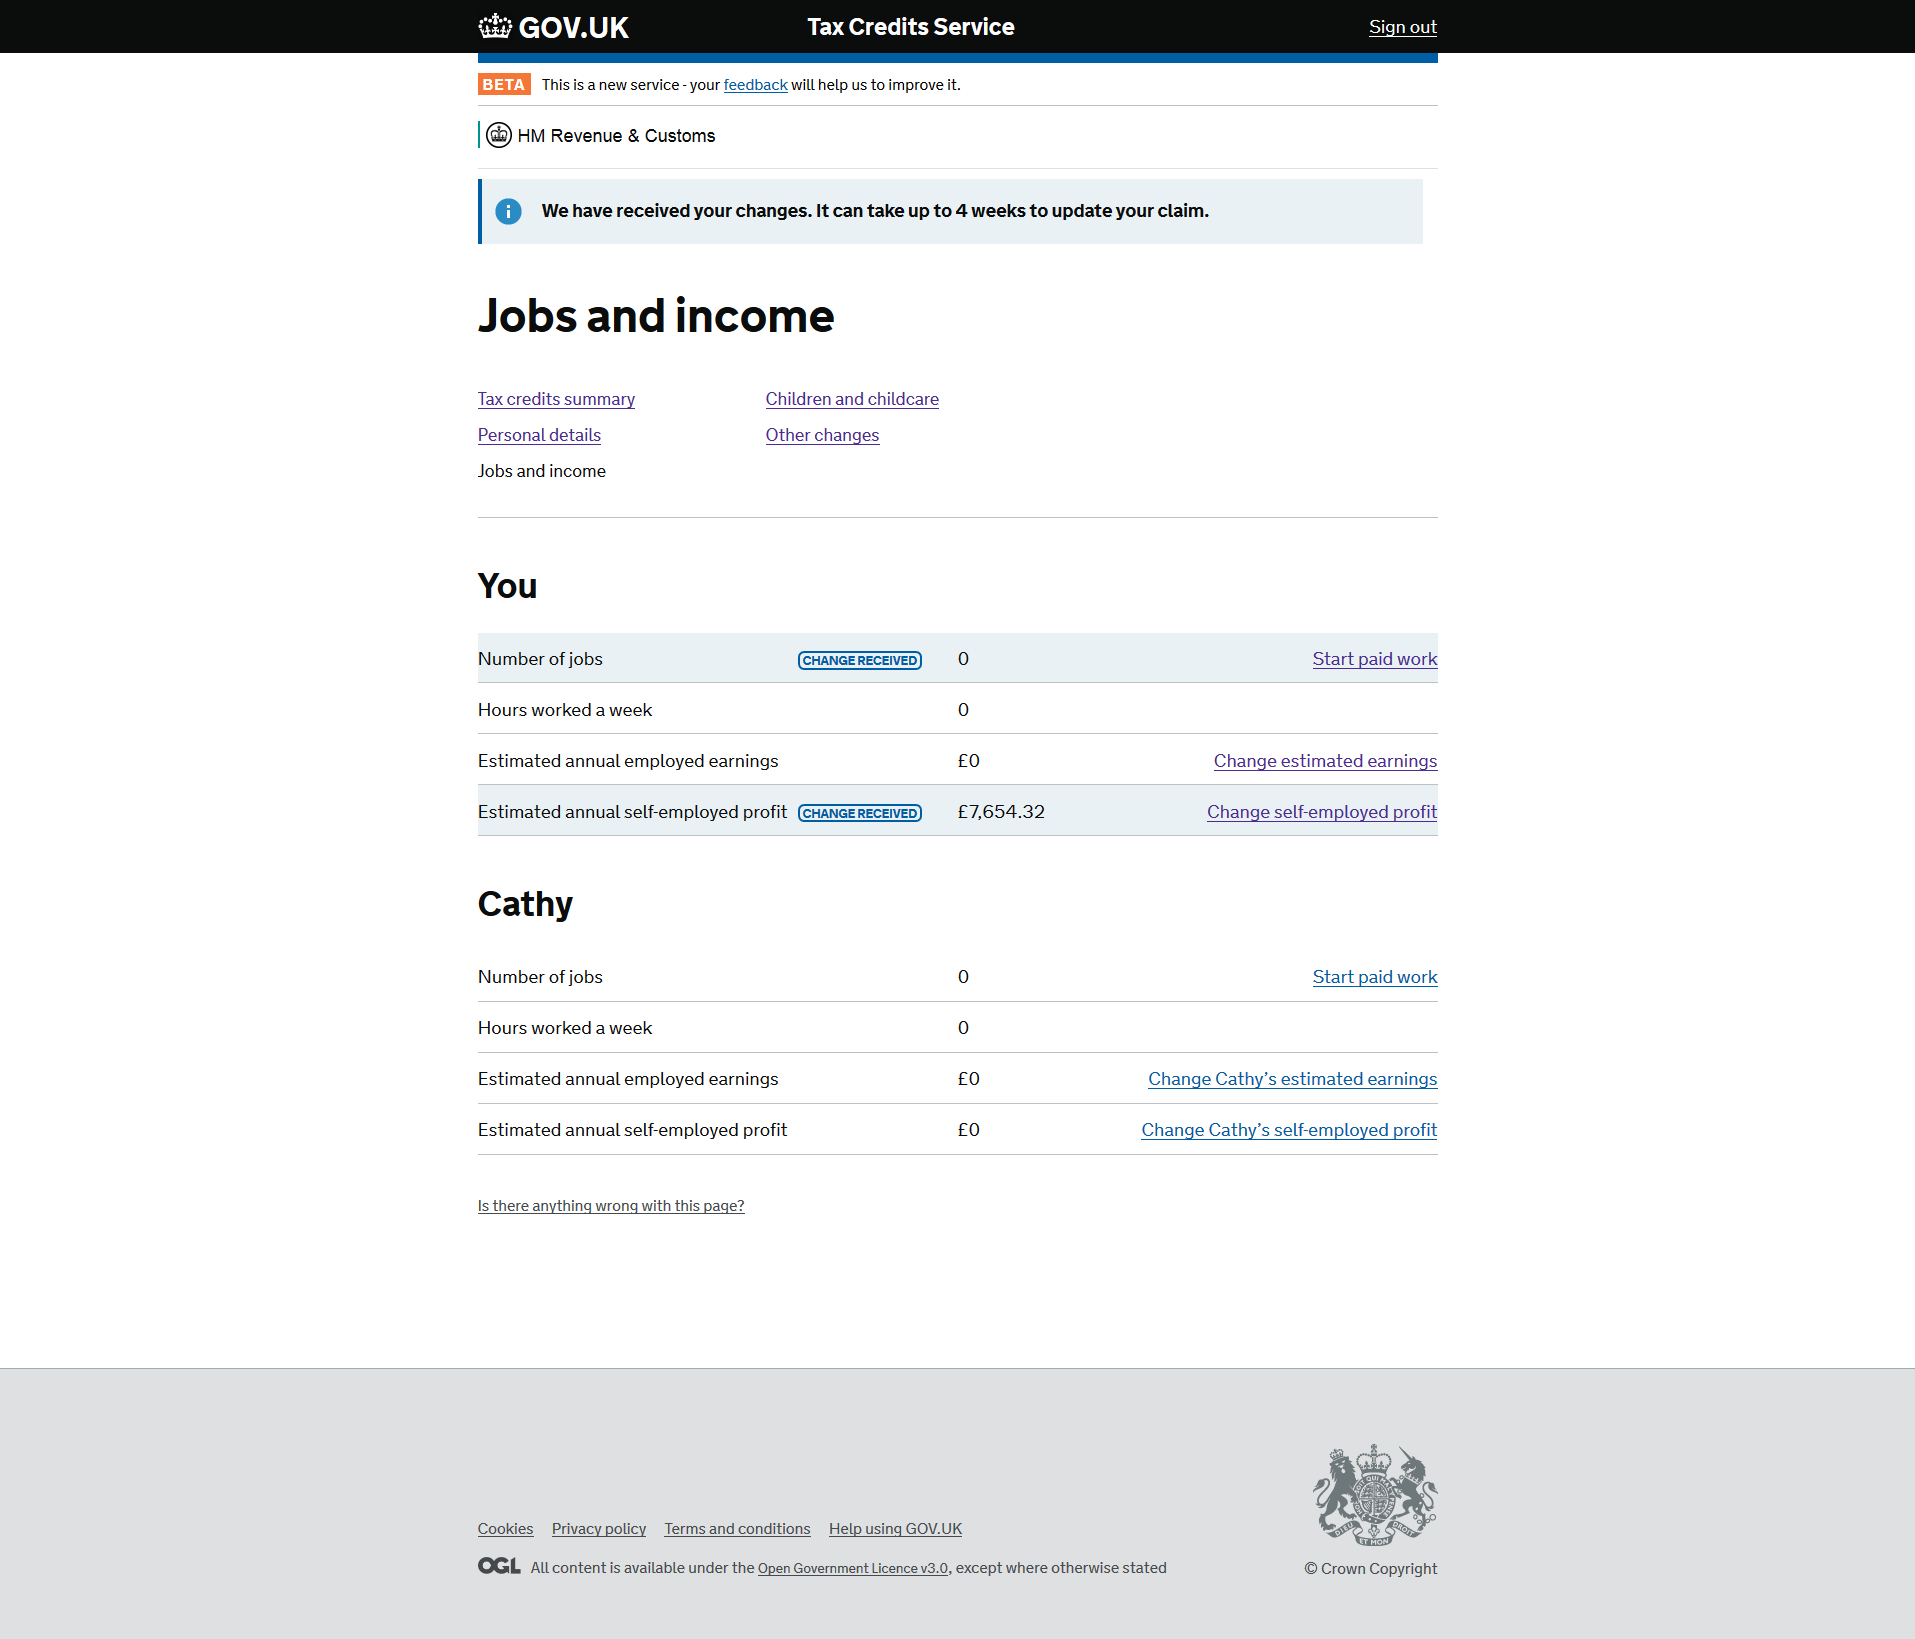 GOV.UK Tax Credits Service Sign out
BETA This is a new service - your feedback will help us to improve it.
HM Revenue & Customs
We have received your changes. It can take up to 4 weeks to update your claim.
Jobs and income
Tax credits summary Children and childcare
Personal details Other changes
Jobs and income
You
Number of jobs CHANGE RECEIVED 0 Start paid work
Hours worked a week 0
Estimated annual employed earnings £0 Change estimated earnings
Estimated annual self-employed profit CHANGE RECEIVED £7,654.32 Change self-employed profit
Cathy
Number of jobs 0 Start paid work
Hours worked a week 0
Estimated annual employed earnings £0 Change Cathy’s estimated earnings
Estimated annual self-employed profit £0 Change Cathy’s self-employed profit
Is there anything wrong with this page?
Cookies Privacy policy Terms and conditions Help using GOV.UK
OGL All content is available under the Open Government Licence v3.0, except where otherwise stated
DIEU ET MON DROIT
© Crown Copyright